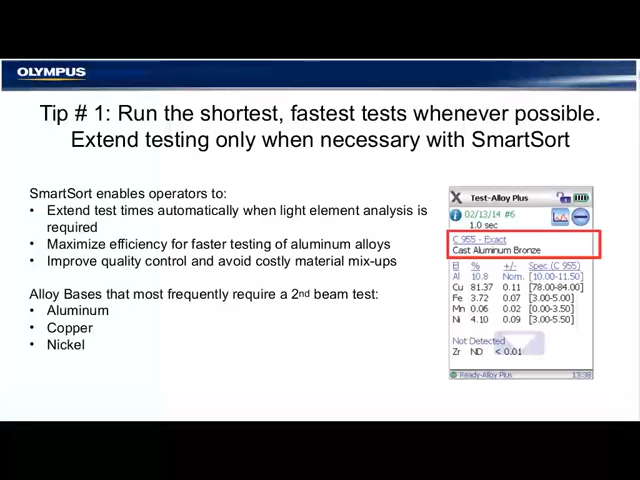 OLYMPUS
Tip # 1: Run the shortest, fastest tests whenever possible.
Extend testing only when necessary with SmartSort
SmartSort enables operators to:
• Extend test times automatically when light element analysis is
required
• Maximize efficiency for faster testing of aluminum alloys
• Improve quality control and avoid costly material mix-ups
Alloy Bases that most frequently require a 2nd beam test:
• Aluminum
• Copper
• Nickel
Test-Alloy Plus
02/13/14 #6
1.0 sec
C 955 - Exact
Cast Aluminum Bronze
El % +/- Spec (C 955)
Al 10.8 Nom. [10.00-11.50]
Cu 81.37 0.11 [78.00-84.00]
Fe 3.72 0.07 [3.00-5.00]
Mn 0.06 0.02 [0.00-3.50]
Ni 4.10 0.09 [3.00-5.50]
Not Detected
Zr ND < 0.01
Ready-Alloy Plus 13:38